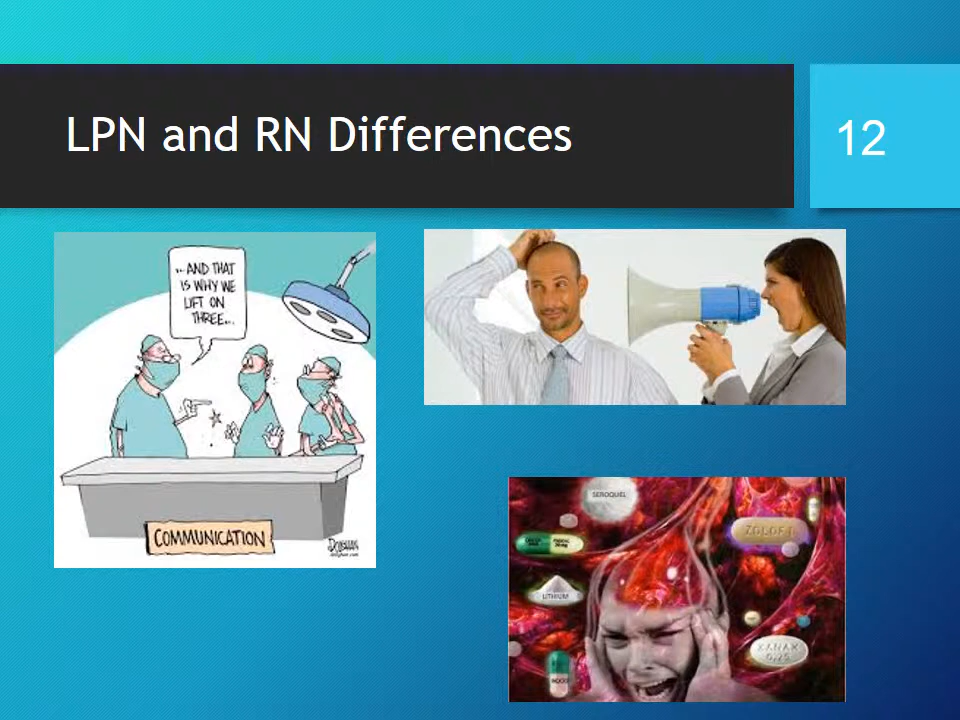 LPN and RN Differences
12
...AND THAT
IS WHY WE
LIFT ON
THREE...
COMMUNICATION
SEROQUEL
ZOLOFT
LITHIUM
XANAX